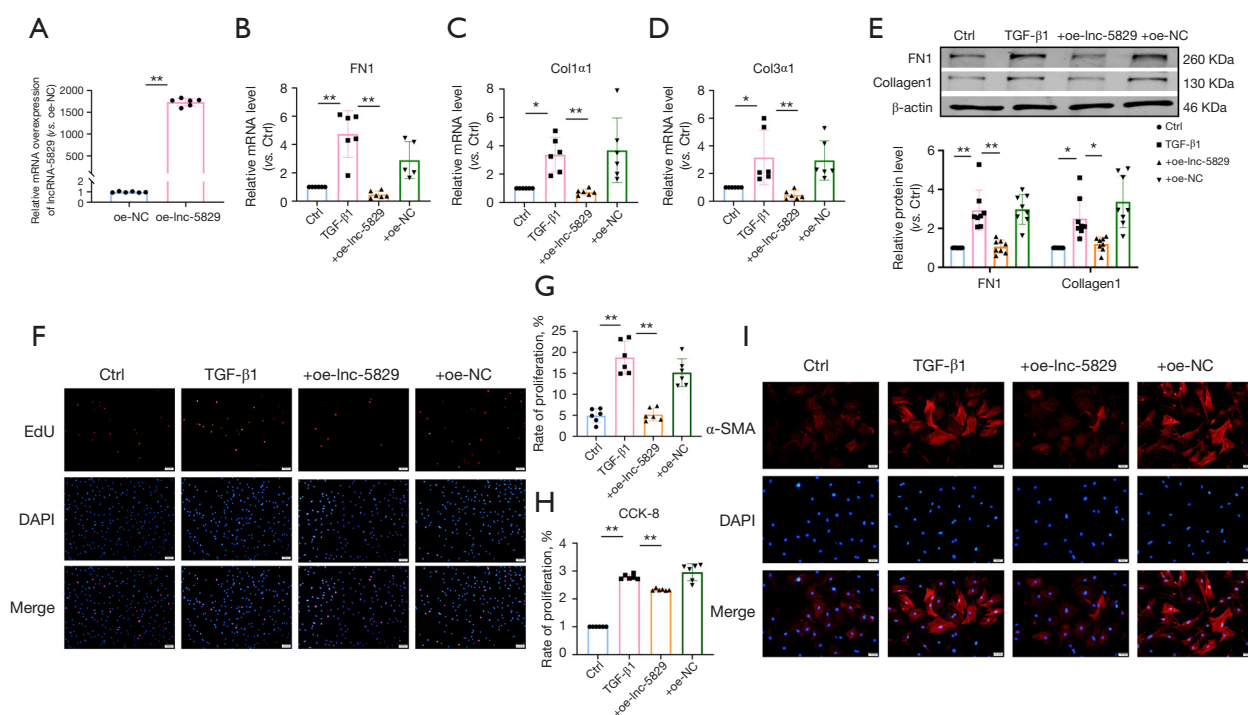 A
Relative mRNA overexpression
of lncRNA-5829 (vs. oe-NC)
2000
1500
1000
500
2
1
0
**
oe-NC
oe-lnc-5829
B
FN1
Relative mRNA level
(vs. Ctrl)
8
6
4
2
0
**
**
Ctrl
TGF-β1
+oe-lnc-5829
+oe-NC
C
Col1α1
Relative mRNA level
(vs. Ctrl)
8
6
4
2
0
*
**
Ctrl
TGF-β1
+oe-lnc-5829
+oe-NC
D
Col3α1
Relative mRNA level
(vs. Ctrl)
8
6
4
2
0
*
**
Ctrl
TGF-β1
+oe-lnc-5829
+oe-NC
E
Ctrl
TGF-β1
+oe-lnc-5829
+oe-NC
FN1
260 KDa
Collagen1
130 KDa
β-actin
46 KDa
Ctrl
TGF-β1
+oe-lnc-5829
+oe-NC
Relative protein level
(vs. Ctrl)
6
4
2
0
**
**
*
*
FN1
Collagen1
F
Ctrl
TGF-β1
+oe-lnc-5829
+oe-NC
EdU
DAPI
Merge
G
Rate of proliferation, %
25
20
15
10
5
0
**
**
Ctrl
TGF-β1
+oe-lnc-5829
+oe-NC
H
CCK-8
Rate of proliferation, %
4
3
2
1
0
**
**
Ctrl
TGF-β1
+oe-lnc-5829
+oe-NC
I
Ctrl
TGF-β1
+oe-lnc-5829
+oe-NC
α-SMA
DAPI
Merge